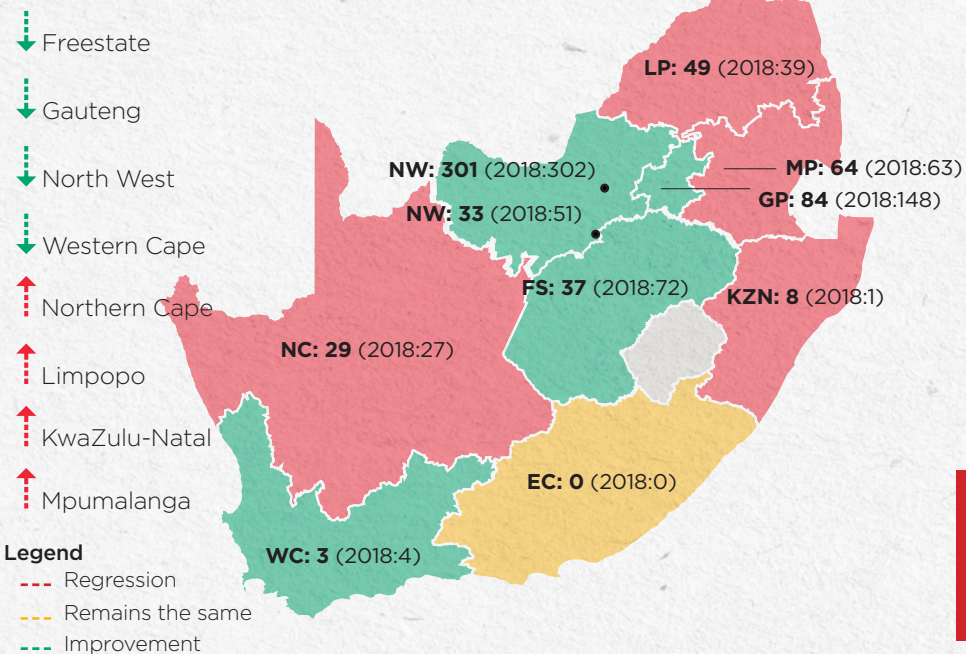 Freestate
Gauteng
North West
Western Cape
Northern Cape
Limpopo
KwaZulu-Natal
Mpumalanga
Legend
Regression
Remains the same
Improvement
LP: 49 (2018:39)
NW: 301 (2018:302)
MP: 64 (2018:63)
GP: 84 (2018:148)
NW: 33 (2018:51)
FS: 37 (2018:72)
KZN: 8 (2018:1)
NC: 29 (2018:27)
EC: 0 (2018:0)
WC: 3 (2018:4)